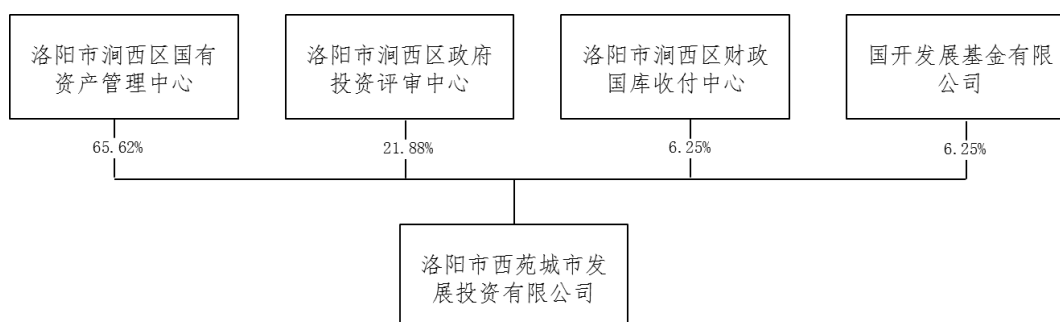 洛阳市涧西区国有
资产管理中心
洛阳市涧西区政府
投资评审中心
洛阳市涧西区财政
国库收付中心
国开发展基金有限
公司
65.62%
21.88%
6.25%
6.25%
洛阳市西苑城市发
展投资有限公司